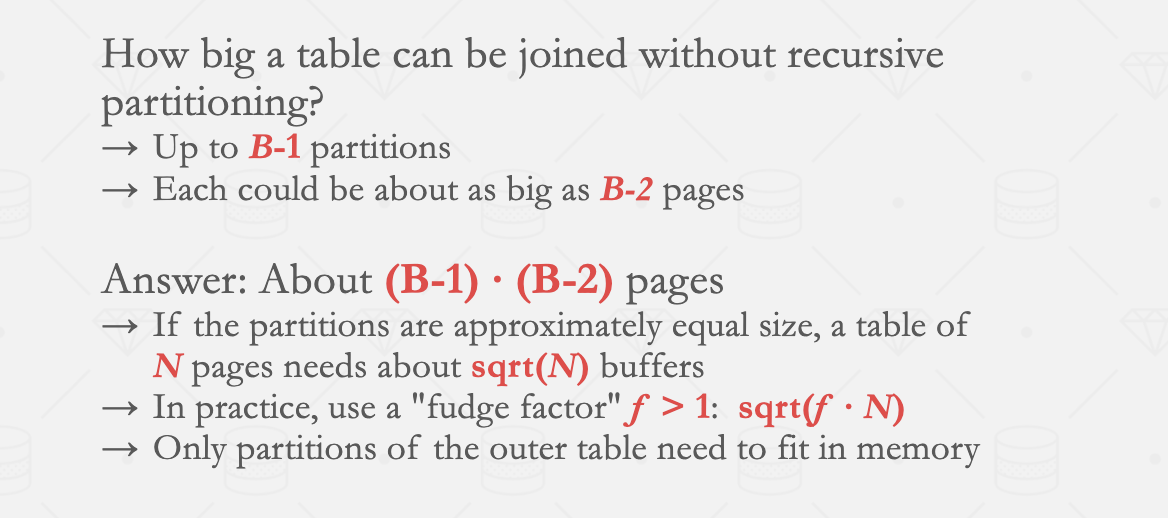 How big a table can be joined without recursive
partitioning?
→ Up to B-1 partitions
→ Each could be about as big as B-2 pages
Answer: About (B-1) · (B-2) pages
→ If the partitions are approximately equal size, a table of
N pages needs about sqrt(N) buffers
→ In practice, use a "fudge factor" f > 1: sqrt(f · N)
→ Only partitions of the outer table need to fit in memory